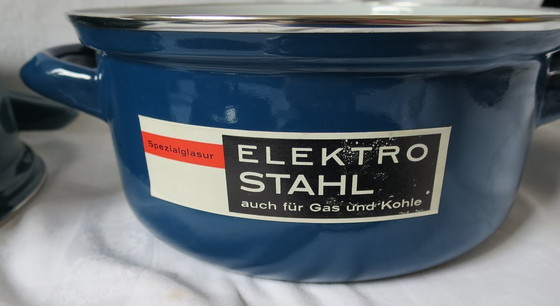 Spezialglasur
ELEKTRO
STAHL
auch für Gas und Kohle